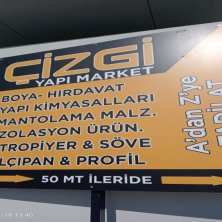 ÇİZGİ
YAPI MARKET
BOYA- HIRDAVAT
YAPI KİMYASALLARI
MANTOLAMA MALZ.
ZOLASYON ÜRÜN.
TROPİYER & SÖVE
LÇIPAN & PROFİL
50 MT İLERİDE
A'dan Z'ye